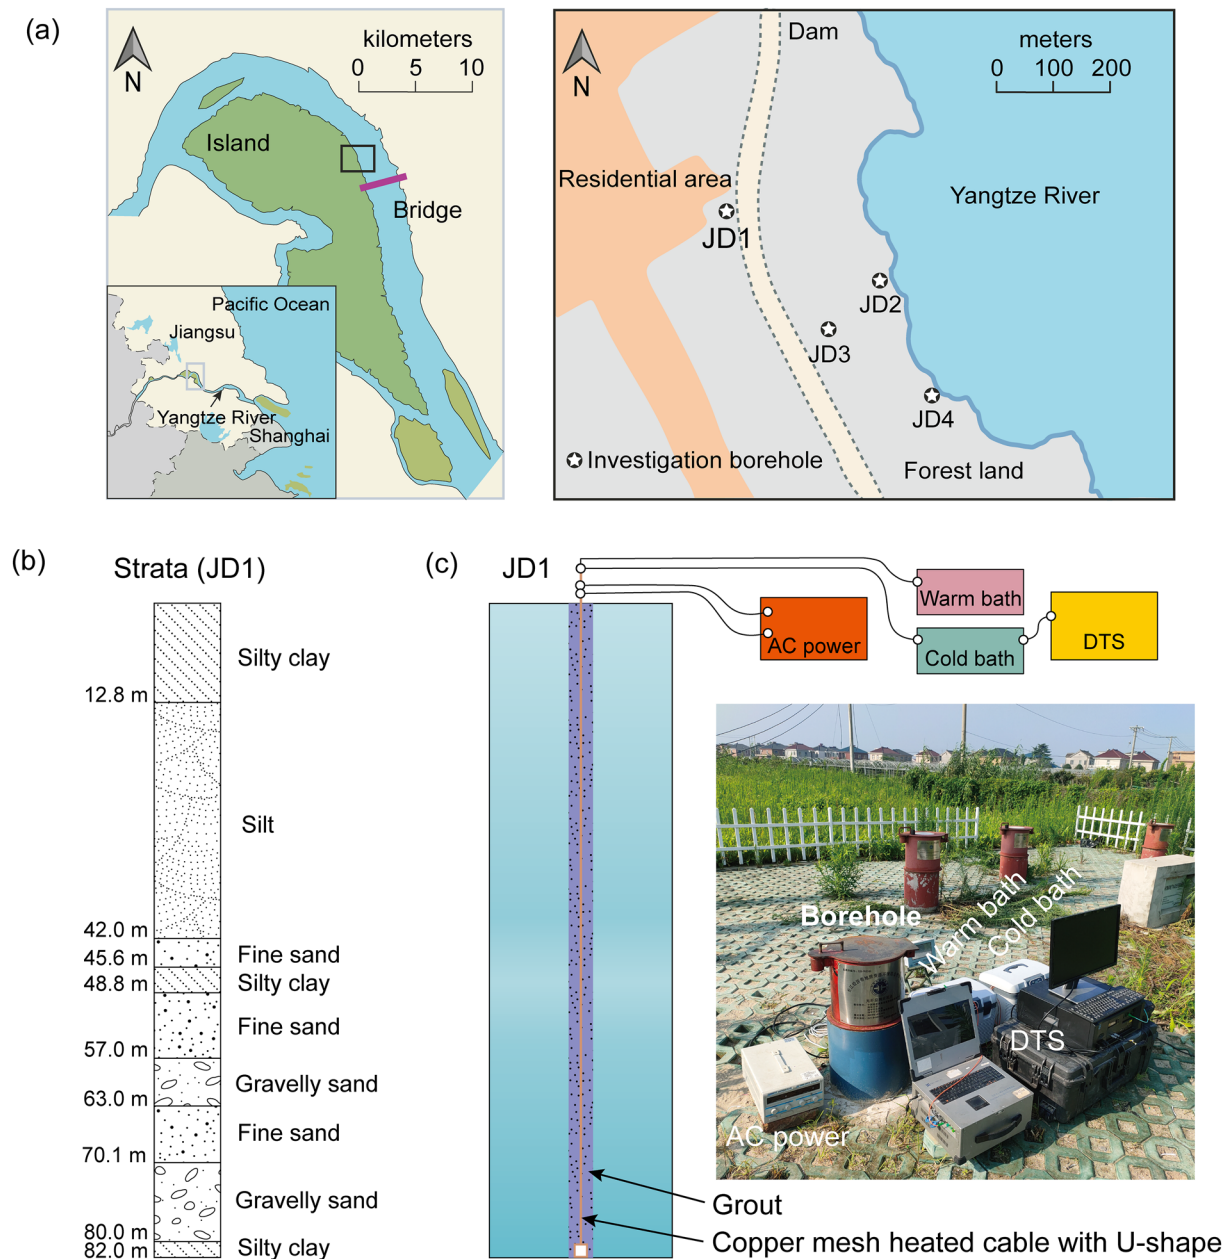 (a)
N
kilometers
0 5 10
Island
Bridge
Pacific Ocean
Jiangsu
Yangtze River
Shanghai
N
Dam
meters
0 100 200
Residential area
Yangtze River
JD1
JD2
JD3
JD4
Investigation borehole
Forest land
(b)
Strata (JD1)
Silty clay
12.8 m
Silt
42.0 m
Fine sand
45.6 m
Silty clay
48.8 m
Fine sand
57.0 m
Gravelly sand
63.0 m
Fine sand
70.1 m
Gravelly sand
80.0 m
Silty clay
82.0 m
(c)
JD1
Warm bath
AC power
Cold bath
DTS
Borehole
Warm bath
Cold bath
DTS
AC power
Grout
Copper mesh heated cable with U-shape